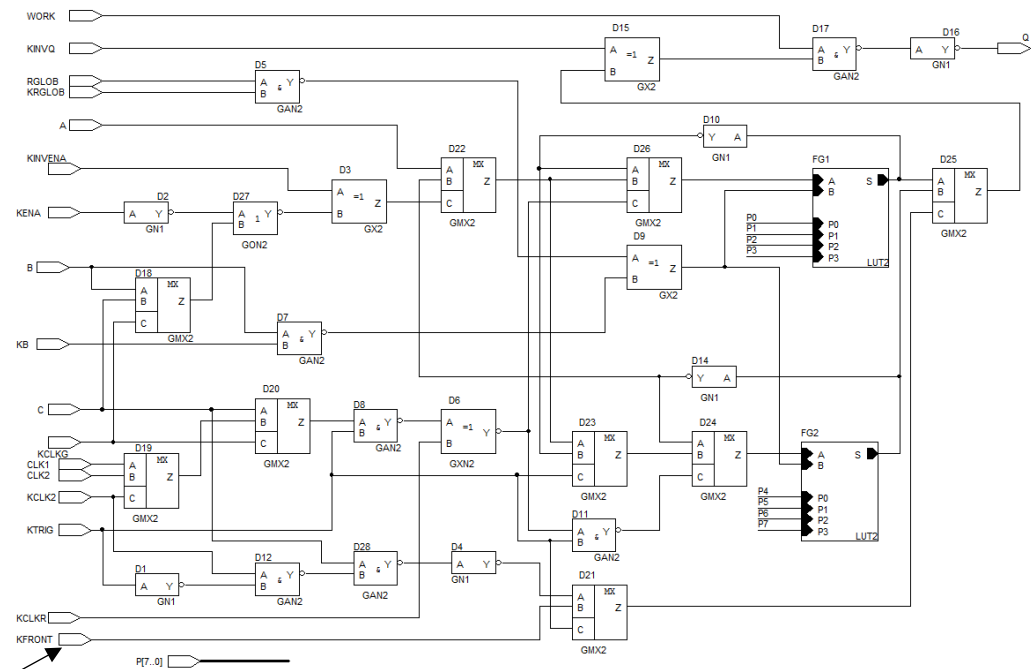 WORK
D15
D17
D16
Q
KINVQ
A =1 Z
B
GX2
A & Y
B
GAN2
A Y
GN1
RGLOB
KRGLOB
D5
A & Y
B
GAN2
A
D10
Y A
GN1
KINVENA
D22
A MX
B Z
C
GMX2
D26
A MX
B Z
C
GMX2
FG1
A S
B
P0 P0
P1 P1
P2 P2
P3 P3
LUT2
D25
A MX
B Z
C
GMX2
D3
A =1 Z
B
GX2
KENA
D2
A Y
GN1
D27
A 1 Y
B
GON2
D9
A =1 Z
B
GX2
B
D18
A MX
B Z
C
GMX2
KB
D7
A & Y
B
GAN2
D14
Y A
GN1
C
D20
A MX
B Z
C
GMX2
D8
A & Y
B
GAN2
D6
A =1 Y
B
GXN2
D23
A MX
B Z
C
GMX2
D24
A MX
B Z
C
GMX2
FG2
A S
B
P4 P0
P5 P1
P6 P2
P7 P3
LUT2
KCLKG
CLK1
CLK2
KCLK2
D19
A MX
B Z
C
GMX2
KTRIG
D11
A & Y
B
GAN2
D1
A Y
GN1
D12
A & Y
B
GAN2
D28
A & Y
B
GAN2
D4
A Y
GN1
D21
A MX
B Z
C
GMX2
KCLKR
KFRONT
P[7..0]